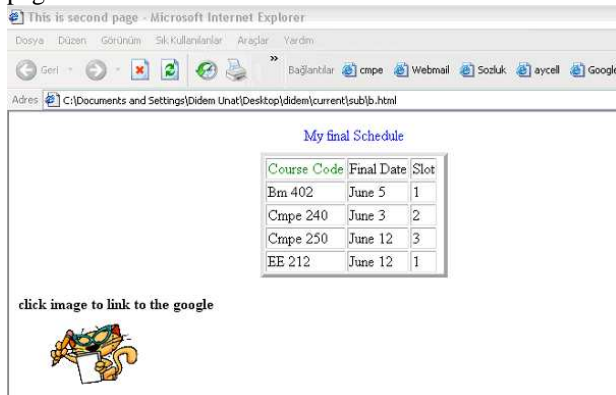 This is second page - Microsoft Internet Explorer
Dosya Düzen Görünüm Sık Kullanılanlar Araçlar Yardım
Geri » Bağlantılar cmpe Webmail Sozluk aycell Google
Adres C:\Documents and Settings\Didem Unat\Desktop\didem\current\sub\b.html
My final Schedule
Course Code Final Date Slot
Bm 402 June 5 1
Cmpe 240 June 3 2
Cmpe 250 June 12 3
EE 212 June 12 1
click image to link to the google